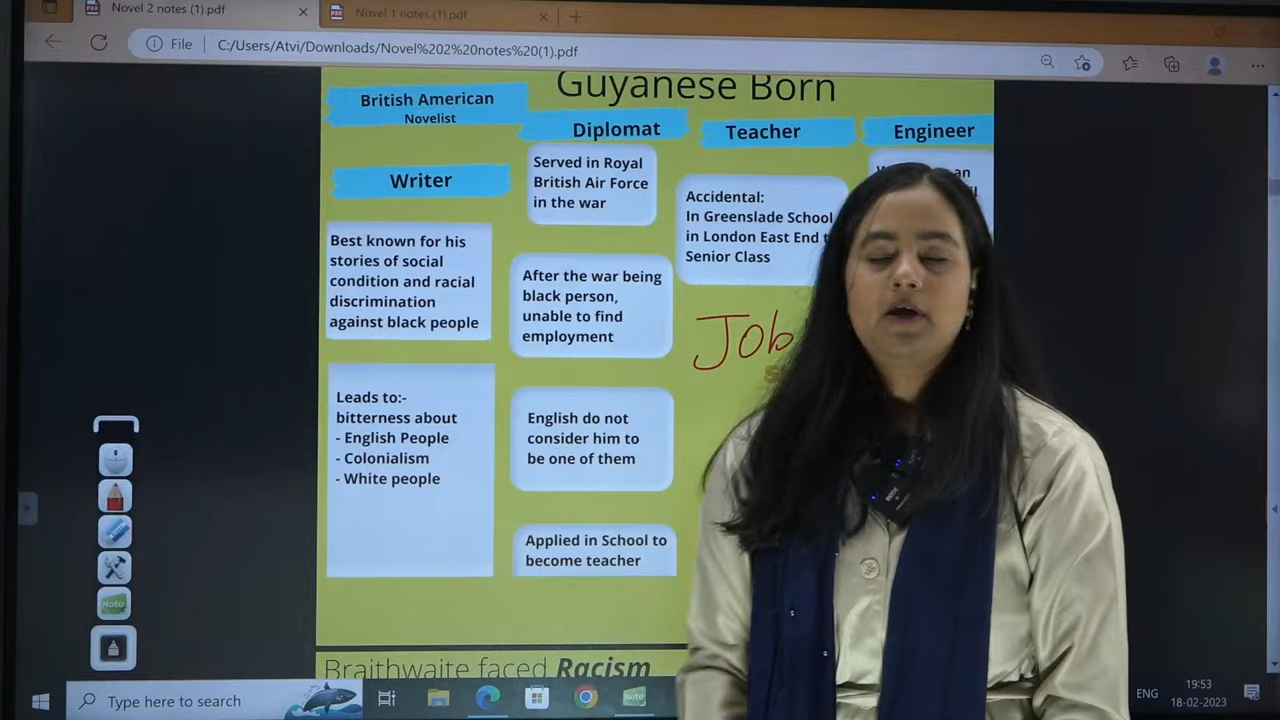 Novel 2 notes (1).pdf
Novel 1 notes (1).pdf
File
C:/Users/Atvi/Downloads/Novel%202%20notes%20(1).pdf
Guyanese Born
British American
Novelist
Diplomat
Teacher
Engineer
Writer
Served in Royal
British Air Force
in the war
Accidental:
In Greenslade School
in London East End
Senior Class
an
Best known for his
stories of social
condition and racial
discrimination
against black people
After the war being
black person,
unable to find
employment
Job
Leads to:-
bitterness about
- English People
- Colonialism
- White people
English do not
consider him to
be one of them
Applied in School to
become teacher
Braithwaite faced Racism
Note
Type here to search
Note
ENG
19:53
18-02-2023